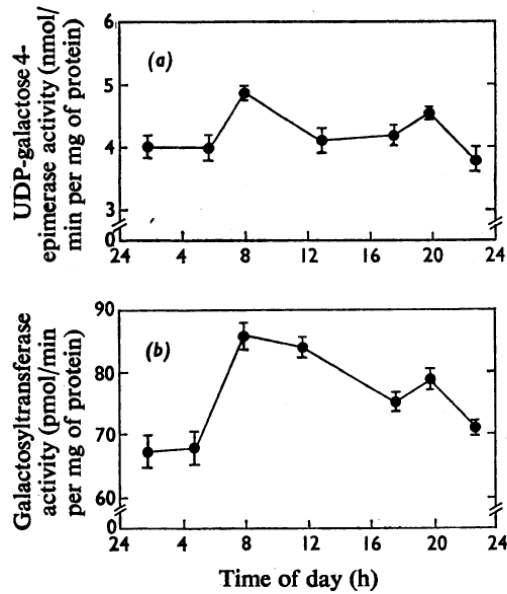 UDP-galactose 4-
epimerase activity (nmol/
min per mg of protein)
(a)
6
5
4
3
0
24 4 8 12 16 20 24
Galactosyltransferase
activity (pmol/min
per mg of protein)
(b)
90
80
70
60
0
24 4 8 12 16 20 24
Time of day (h)